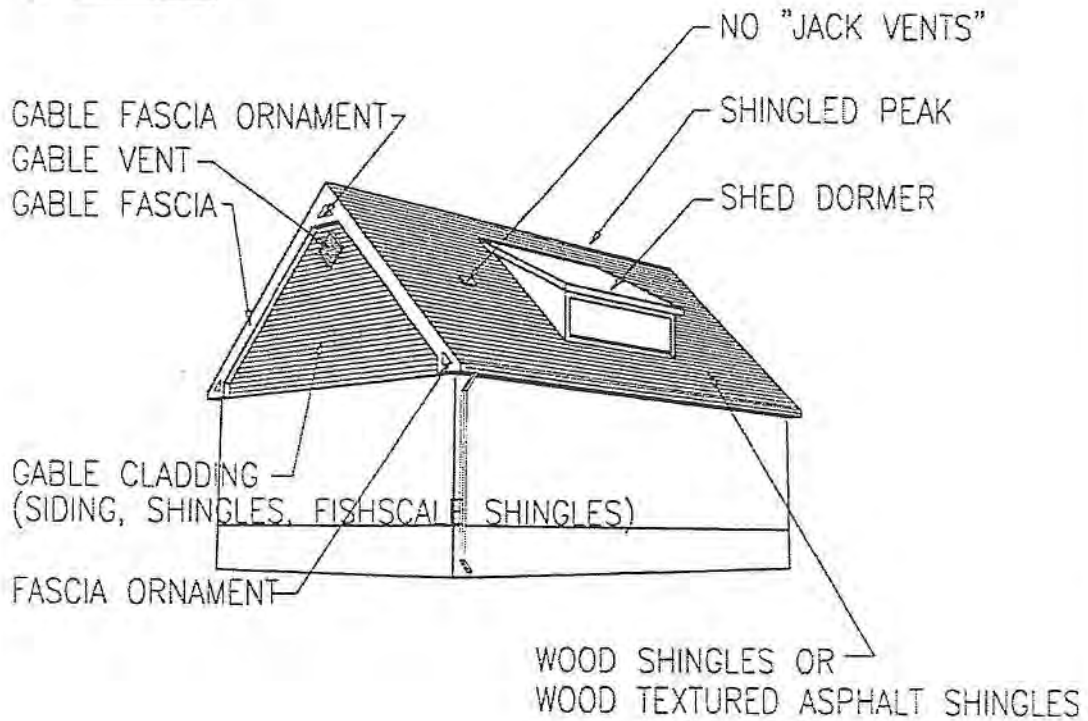 NO "JACK VENTS"
GABLE FASCIA ORNAMENT
SHINGLED PEAK
GABLE VENT
GABLE FASCIA
SHED DORMER
GABLE CLADDING
(SIDING, SHINGLES, FISHSCALE SHINGLES)
FASCIA ORNAMENT
WOOD SHINGLES OR
WOOD TEXTURED ASPHALT SHINGLES